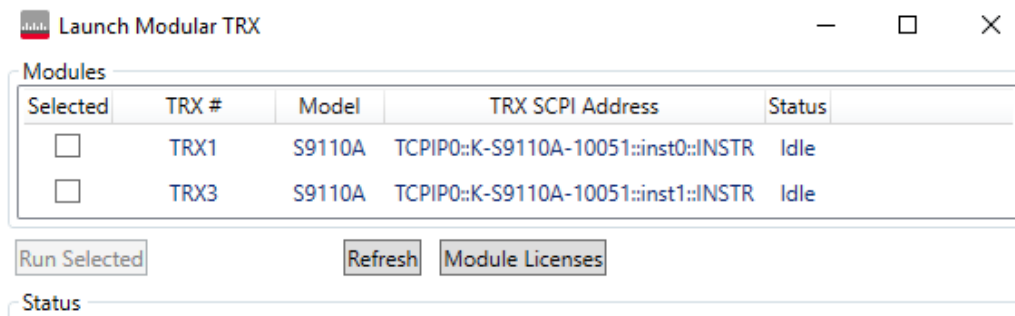 Launch Modular TRX
Modules
Selected TRX # Model TRX SCPI Address Status
TRX1 S9110A TCPIP0::K-S9110A-10051::inst0::INSTR Idle
TRX3 S9110A TCPIP0::K-S9110A-10051::inst1::INSTR Idle
Run Selected Refresh Module Licenses
Status